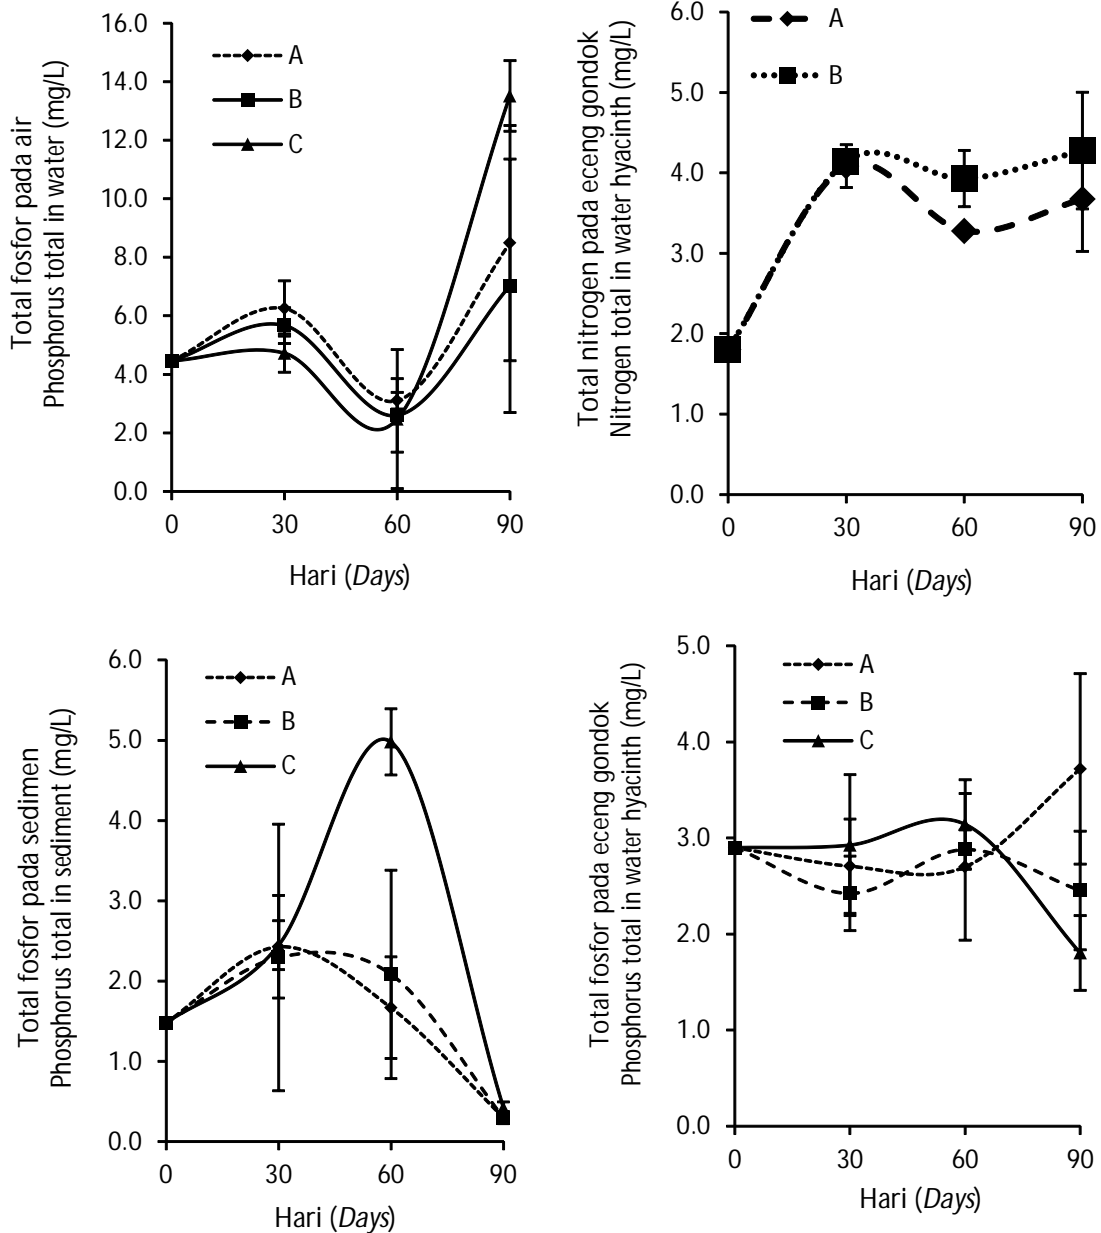 Total fosfor pada air
Phosphorus total in water (mg/L)
16.0
14.0
12.0
10.0
8.0
6.0
4.0
2.0
0.0
A
B
C
0 30 60 90
Hari (Days)
Total nitrogen pada eceng gondok
Nitrogen total in water hyacinth (mg/L)
6.0
5.0
4.0
3.0
2.0
1.0
0.0
A
B
0 30 60 90
Hari (Days)
Total fosfor pada sedimen
Phosphorus total in sediment (mg/L)
6.0
5.0
4.0
3.0
2.0
1.0
0.0
A
B
C
0 30 60 90
Hari (Days)
Total fosfor pada eceng gondok
Phosphorus total in water hyacinth (mg/L)
5.0
4.0
3.0
2.0
1.0
0.0
A
B
C
0 30 60 90
Hari (Days)